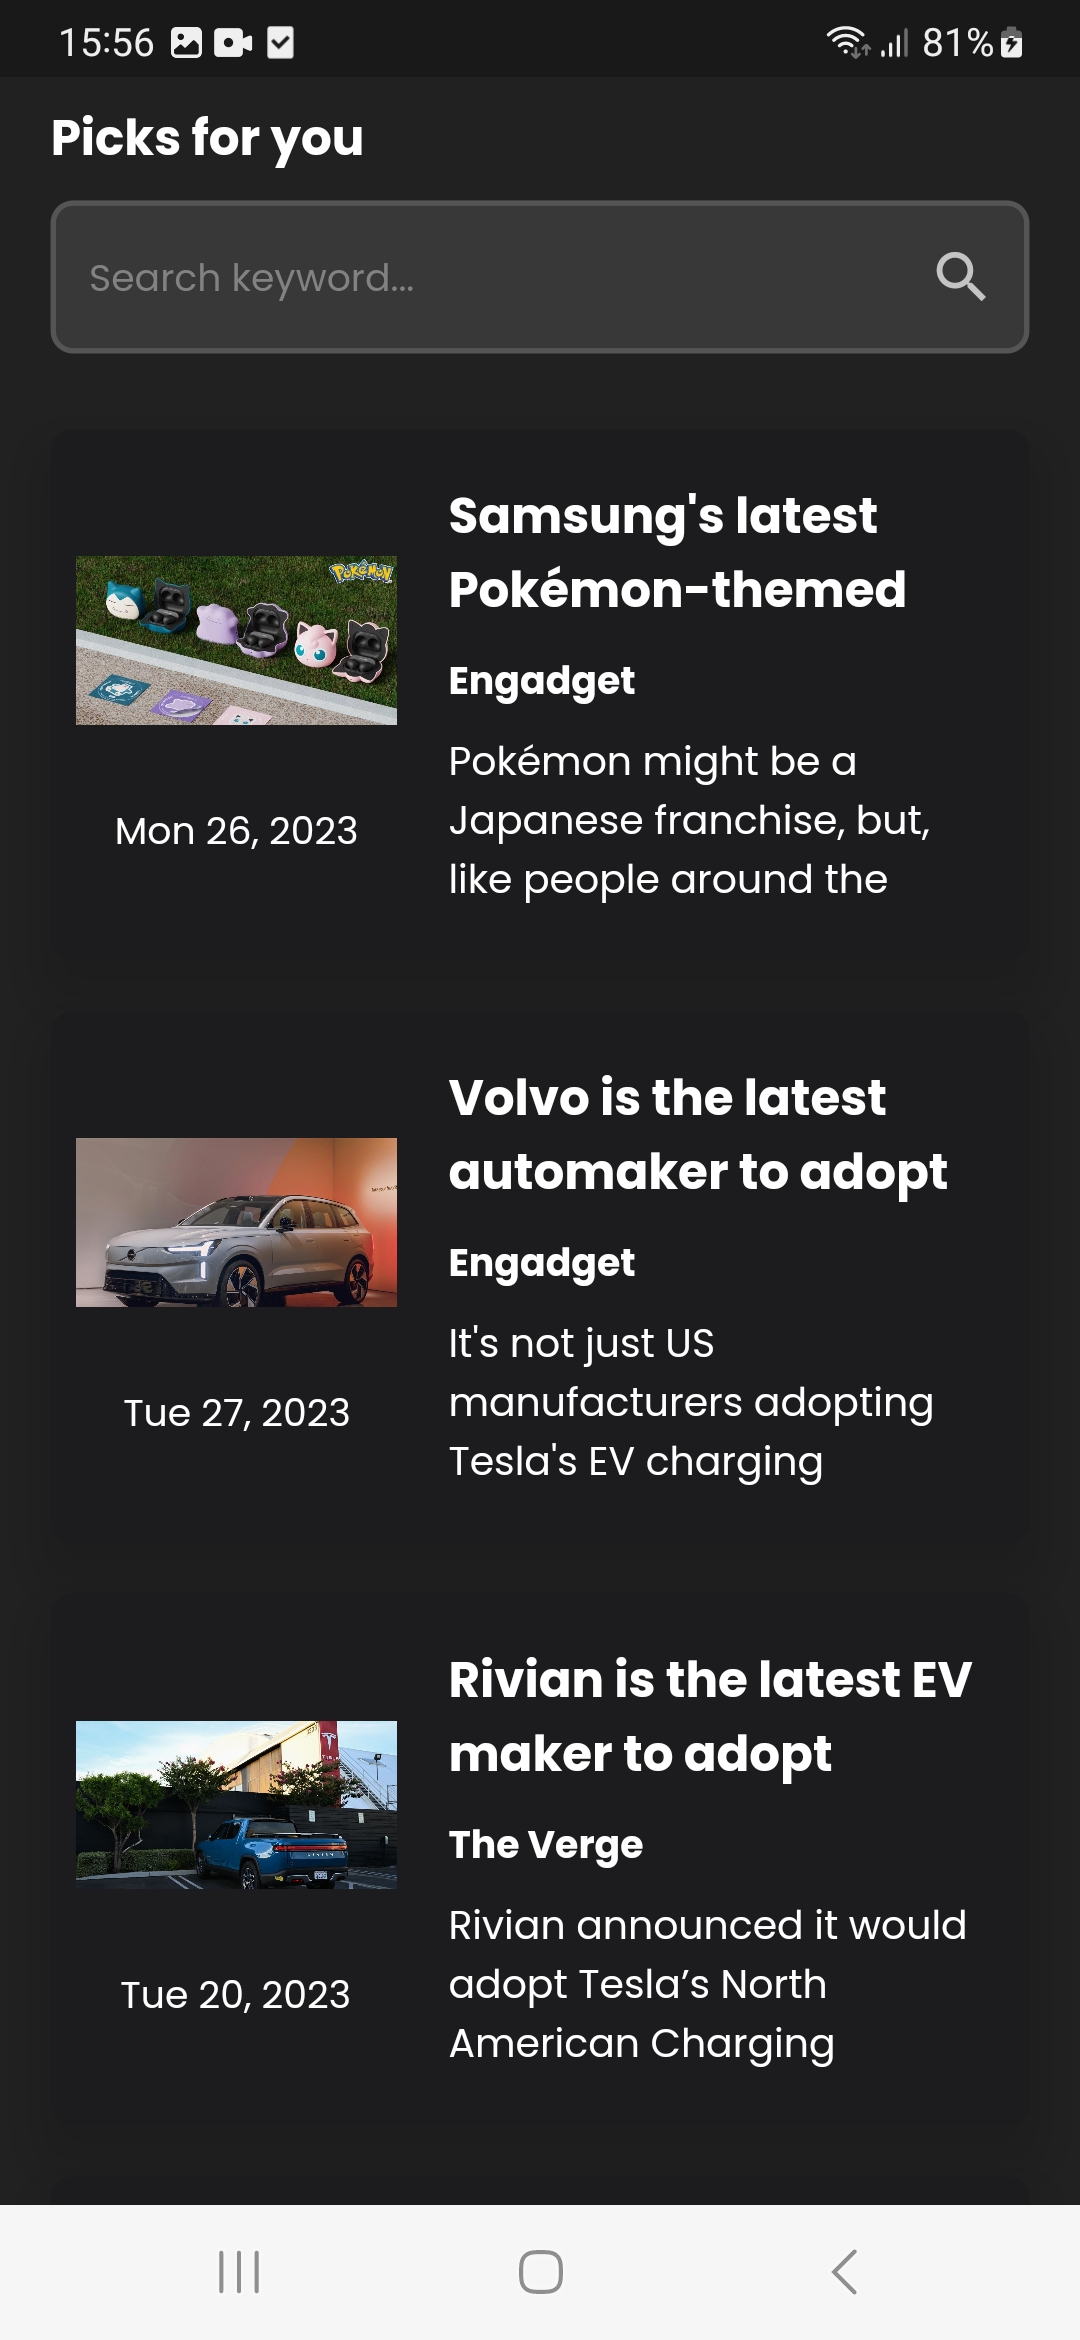 15:56
81%
Picks for you
Search keyword...
POKéMON
Samsung's latest
Pokémon-themed
Engadget
Pokémon might be a
Japanese franchise, but,
like people around the
Mon 26, 2023
Volvo is the latest
automaker to adopt
Engadget
It's not just US
manufacturers adopting
Tesla's EV charging
Tue 27, 2023
Rivian is the latest EV
maker to adopt
The Verge
Rivian announced it would
adopt Tesla’s North
American Charging
Tue 20, 2023